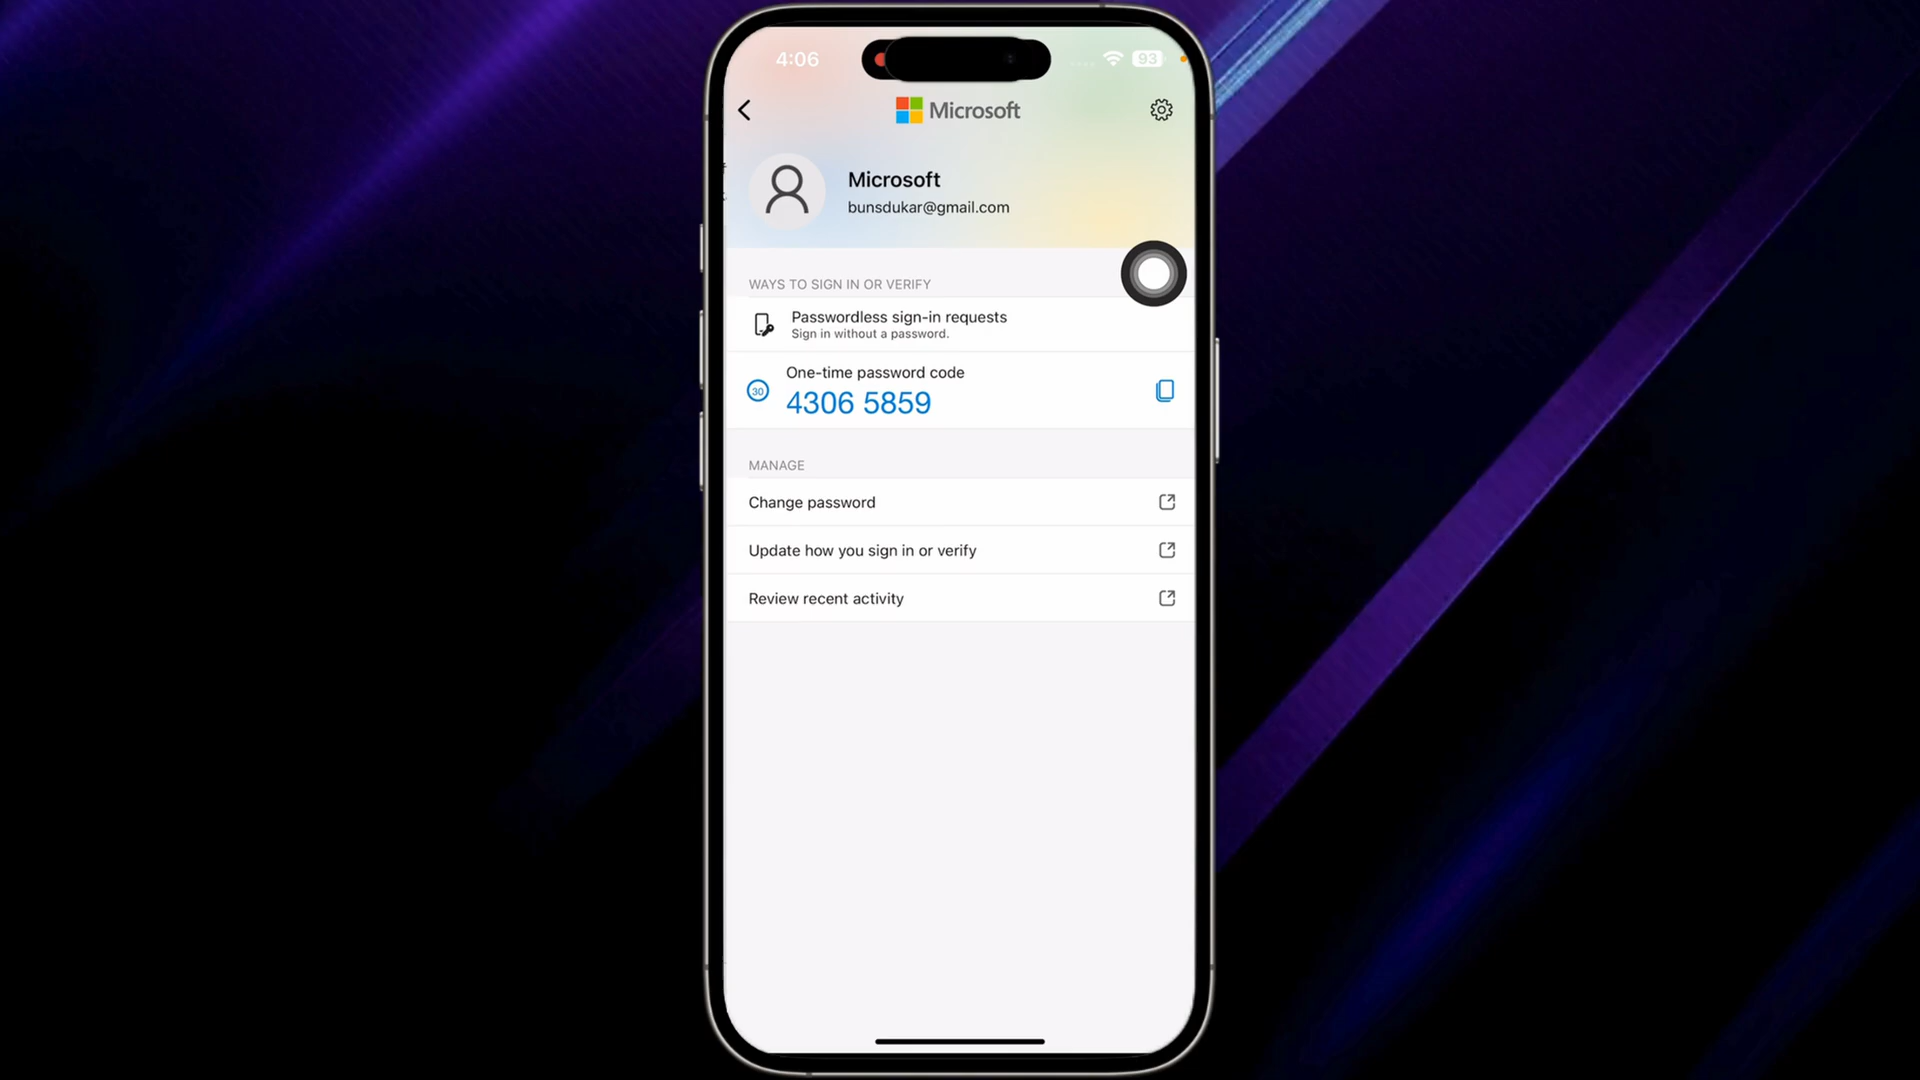 4:06
93
Microsoft
Microsoft
bunsdukar@gmail.com
WAYS TO SIGN IN OR VERIFY
Passwordless sign-in requests
Sign in without a password.
One-time password code
30
4306 5859
MANAGE
Change password
Update how you sign in or verify
Review recent activity